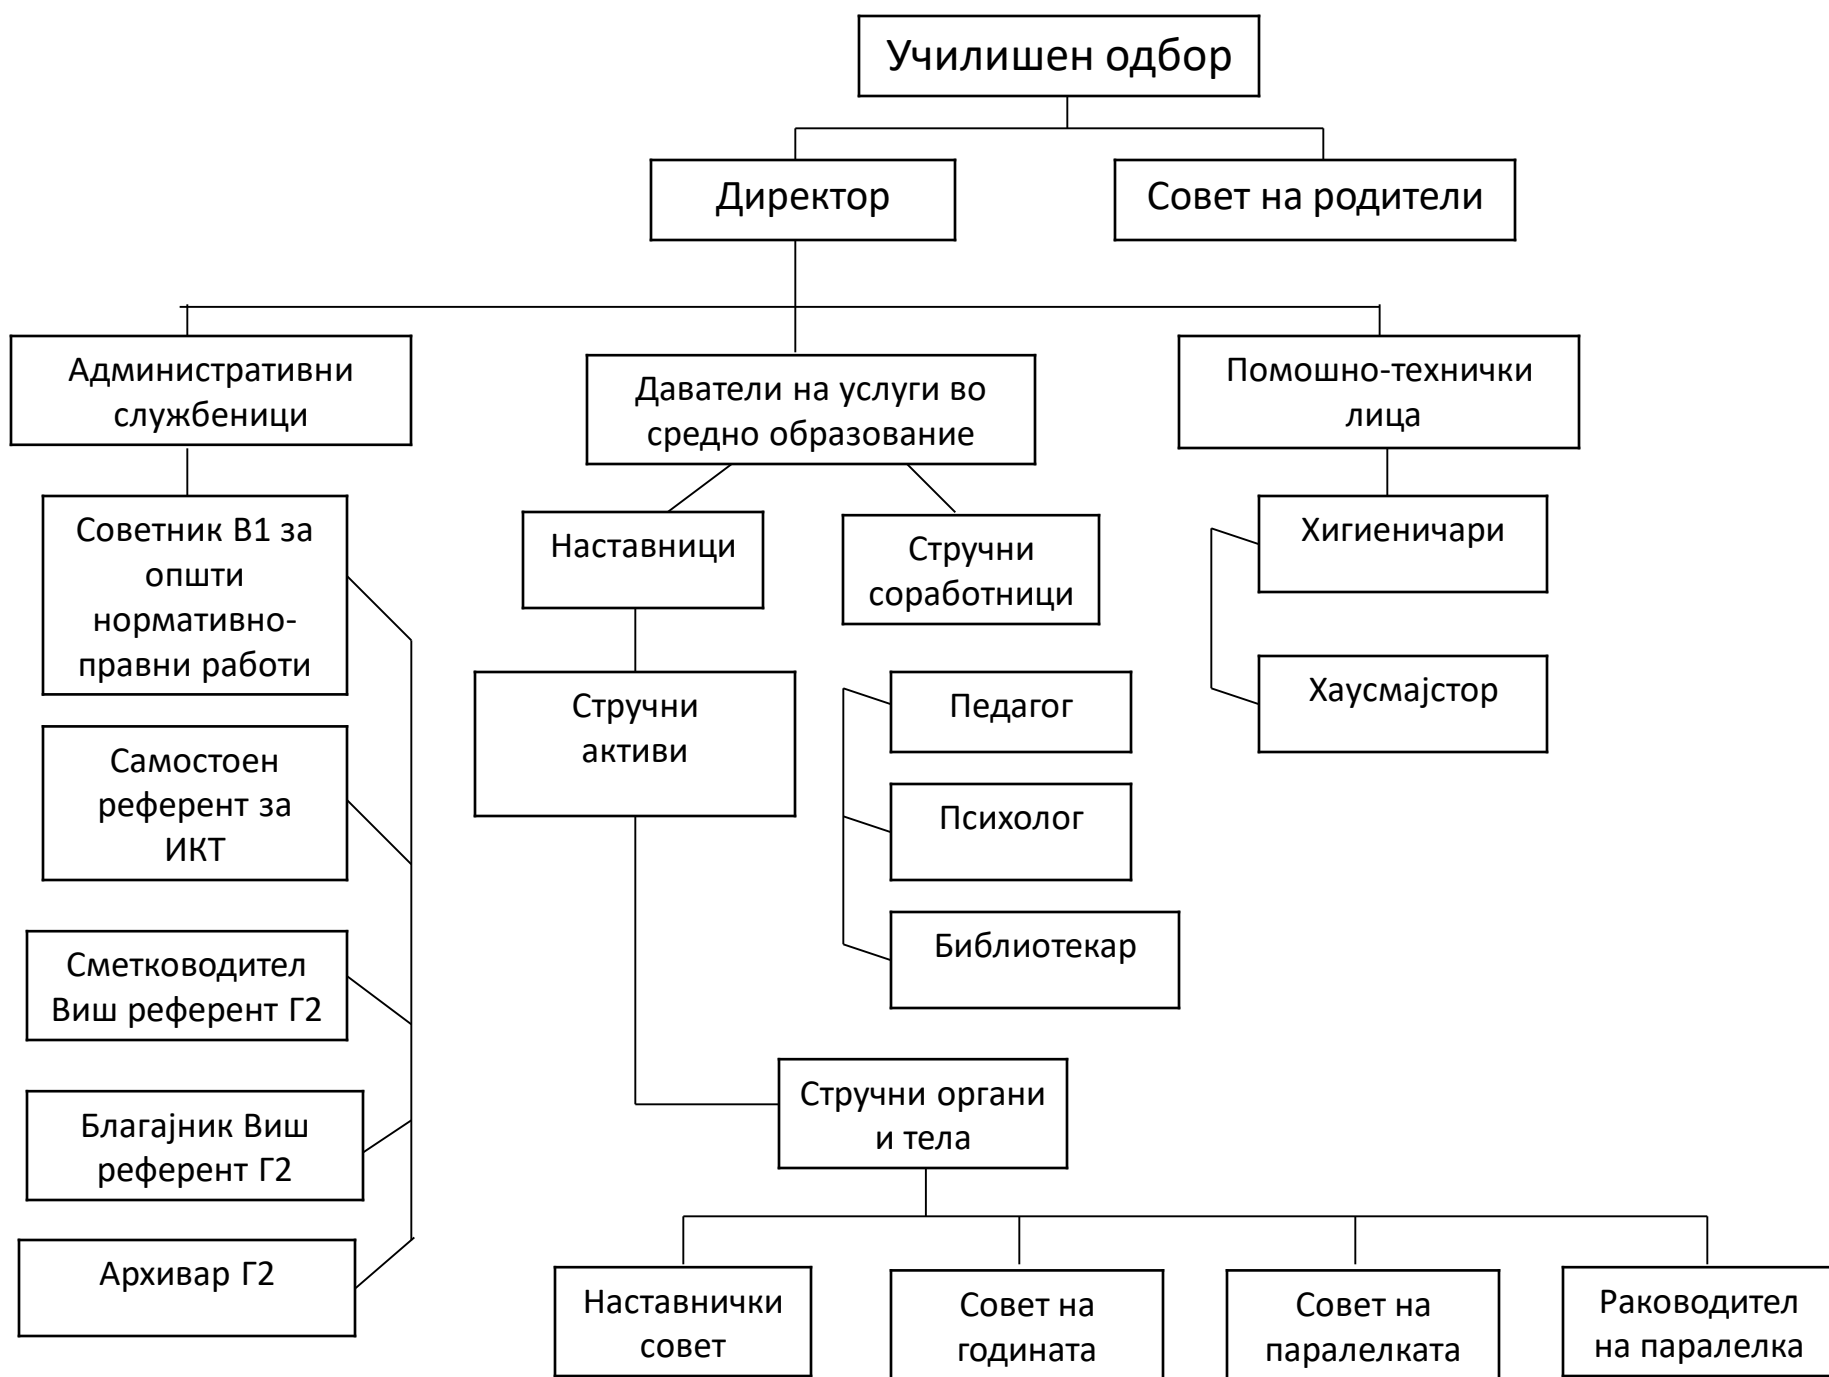 Училишен одбор
Директор
Совет на родители
Административни
службеници
Даватели на услуги во
средно образование
Помошно-технички
лица
Советник В1 за
општи
нормативно-
правни работи
Наставници
Стручни
соработници
Хигиеничари
Стручни
активи
Педагог
Хаусмајстор
Самостоен
референт за
ИКТ
Психолог
Сметководител
Виш референт Г2
Библиотекар
Благајник Виш
референт Г2
Стручни органи
и тела
Архивар Г2
Наставнички
совет
Совет на
годината
Совет на
паралелката
Раководител
на паралелка